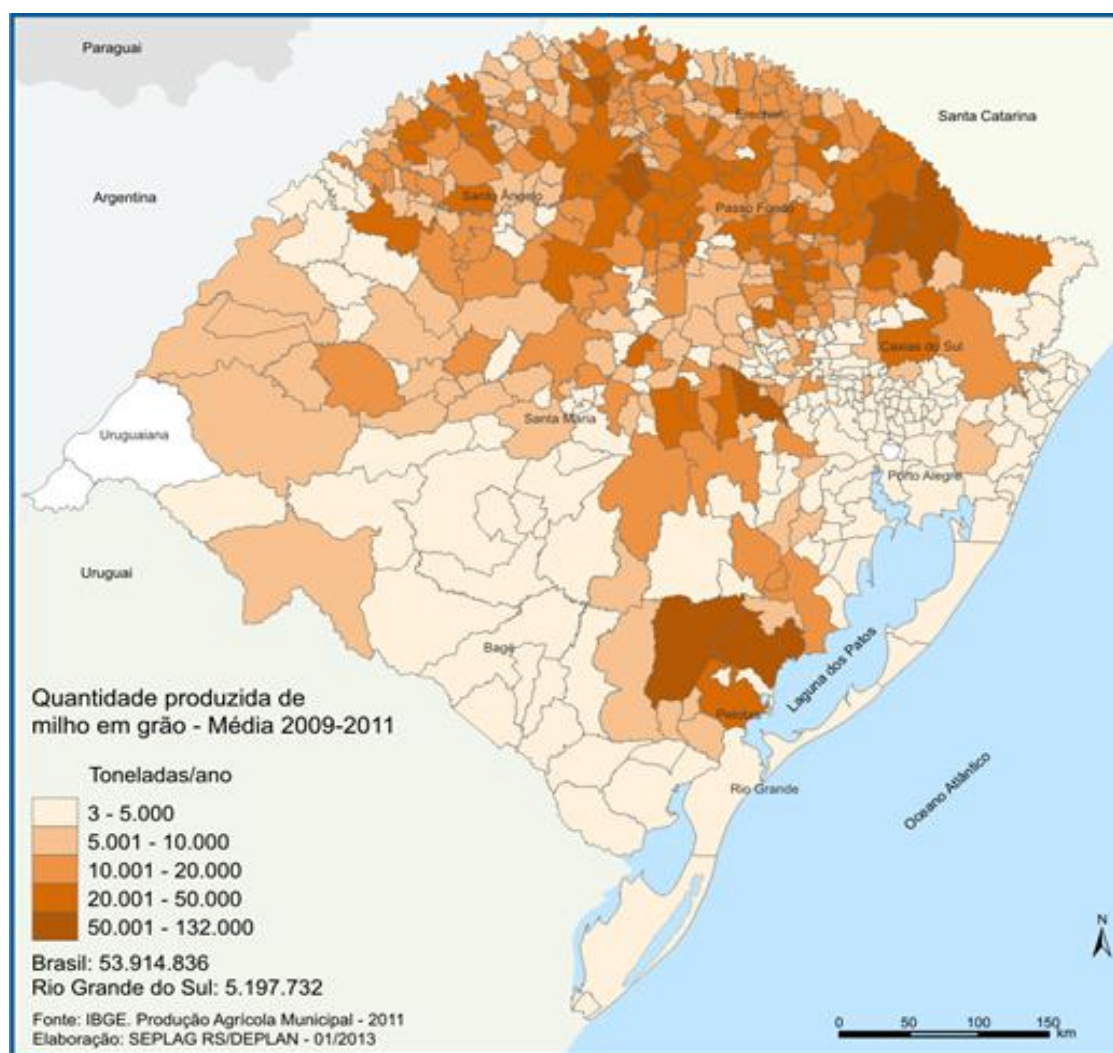 Paraguai
Santa Catarina
Argentina
Erechim
Santo Ângelo
Passo Fundo
Caxias do Sul
Santa Maria
Uruguaiana
Porto Alegre
Uruguai
Bagé
Laguna dos Patos
Pelotas
Rio Grande
Oceano Atlântico
Quantidade produzida de
milho em grão - Média 2009-2011
Toneladas/ano
3 - 5.000
5.001 - 10.000
10.001 - 20.000
20.001 - 50.000
50.001 - 132.000
Brasil: 53.914.836
Rio Grande do Sul: 5.197.732
Fonte: IBGE. Produção Agrícola Municipal - 2011
Elaboração: SEPLAG RS/DEPLAN - 01/2013
N
0 50 100 150
km